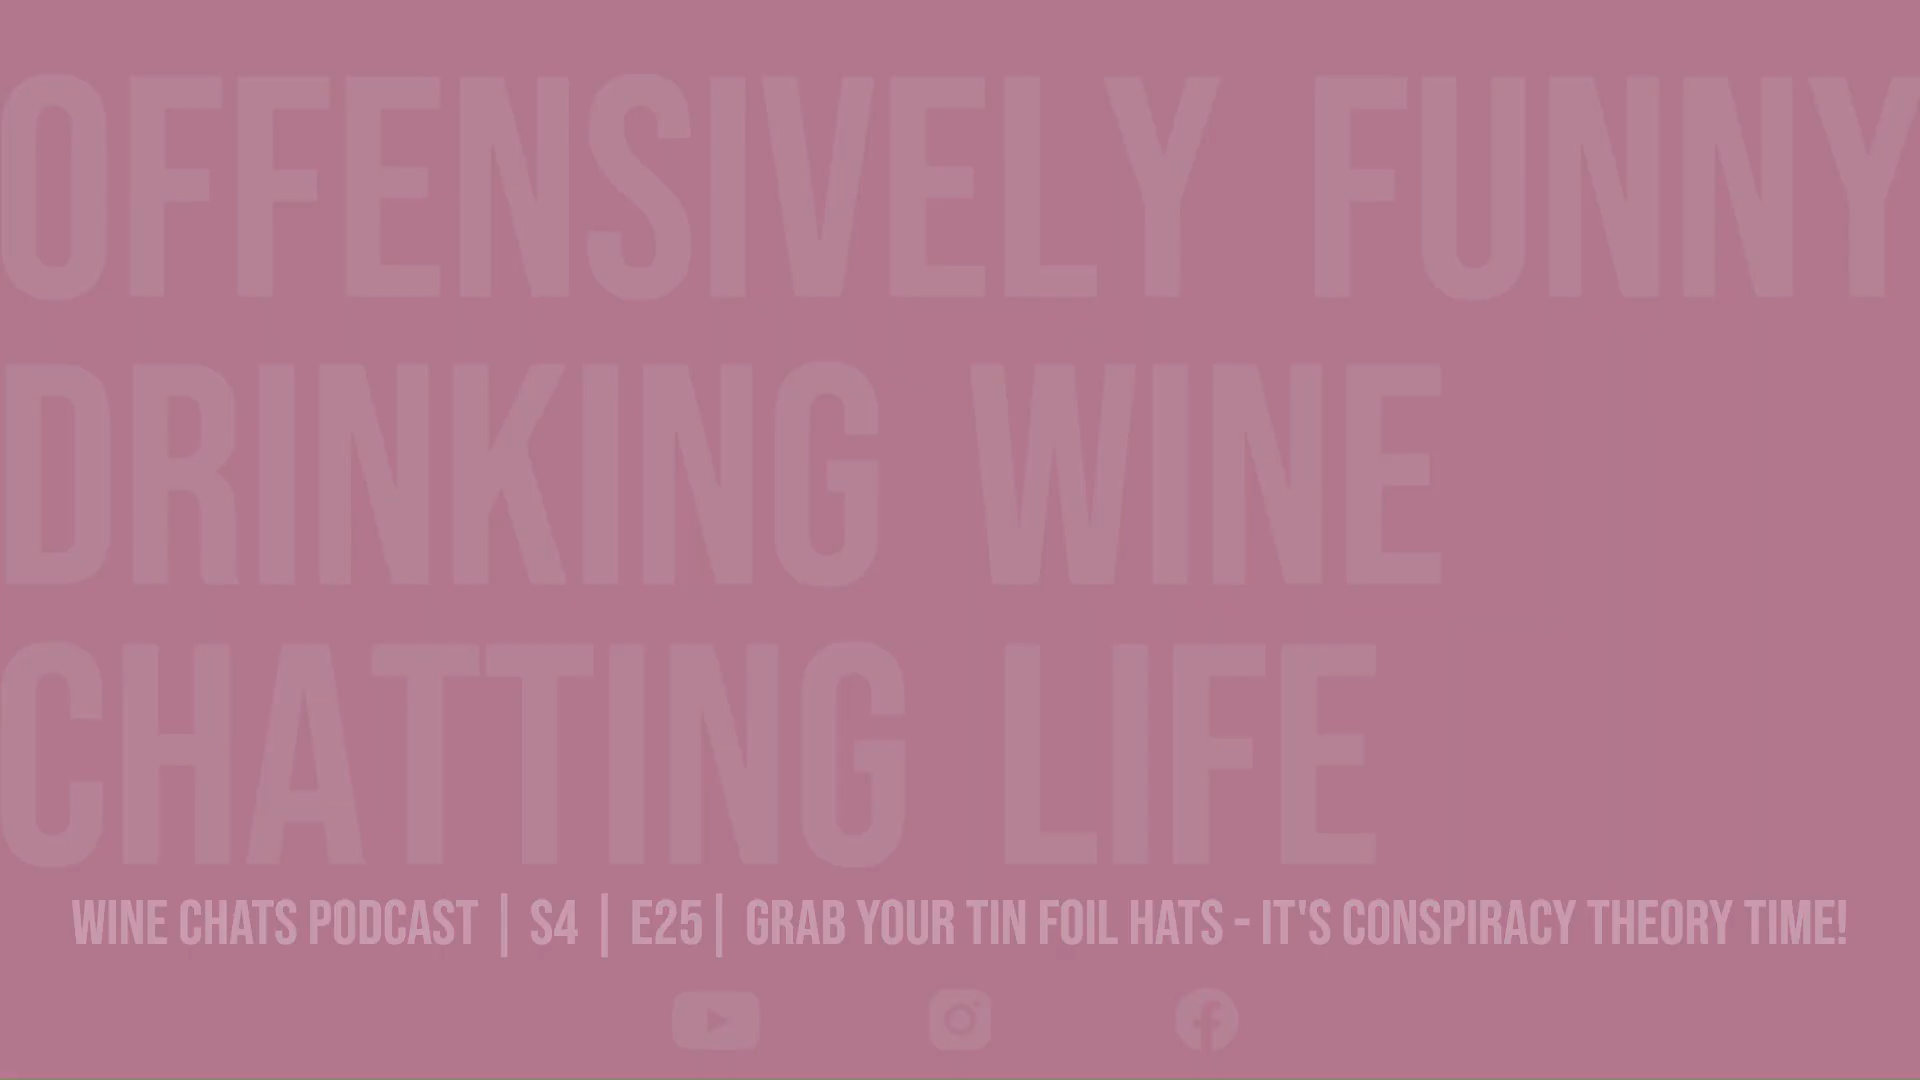 OFFENSIVELY FUNNY
DRINKING WINE
CHATTING LIFE
WINE CHATS PODCAST | S4 | E25| GRAB YOUR TIN FOIL HATS - IT'S CONSPIRACY THEORY TIME!